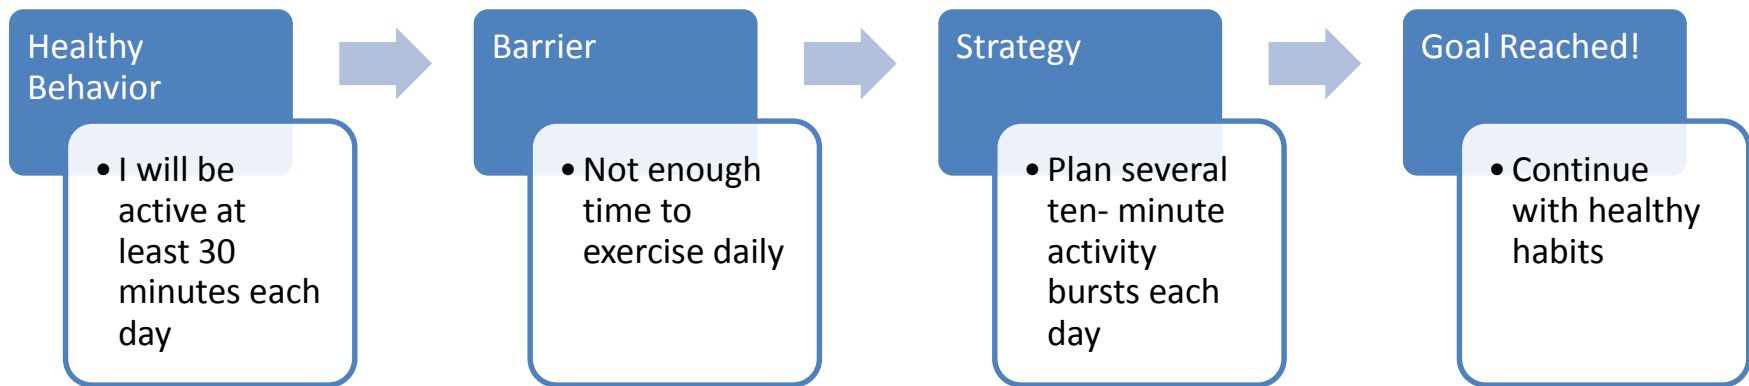 Healthy
Behavior
• I will be
active at
least 30
minutes each
day
Barrier
• Not enough
time to
exercise daily
Strategy
• Plan several
ten- minute
activity
bursts each
day
Goal Reached!
• Continue
with healthy
habits